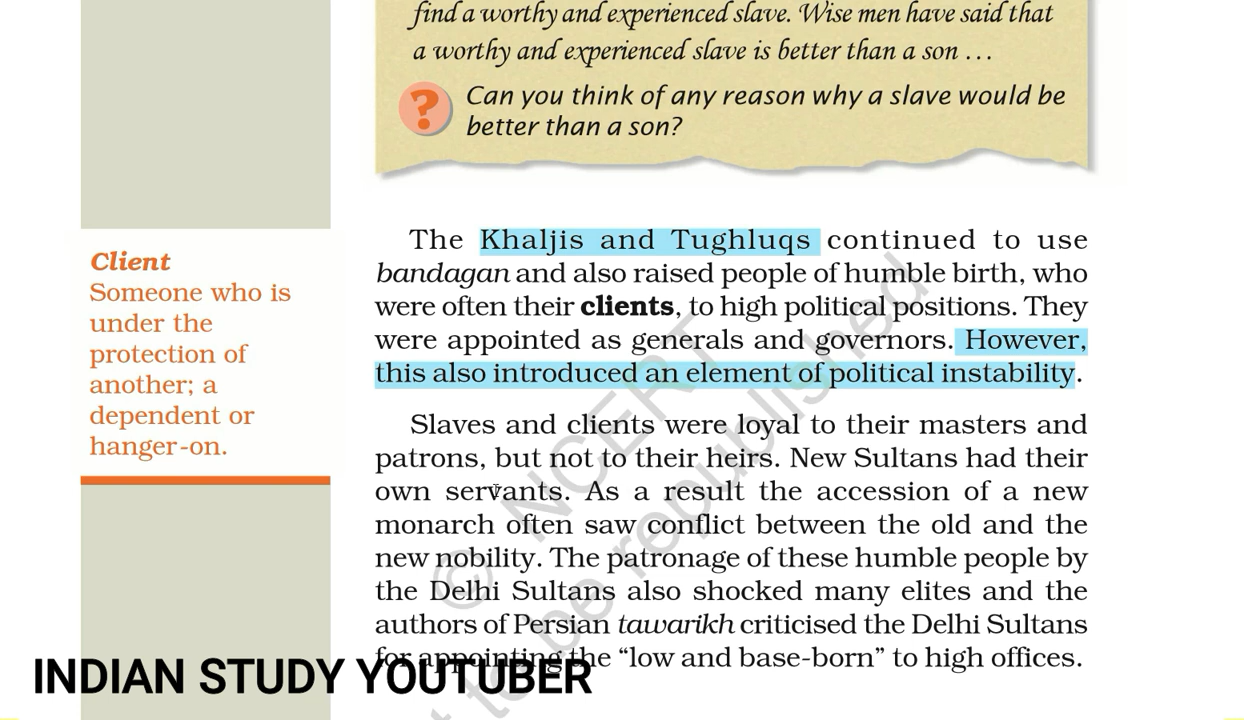 find a worthy and experienced slave. Wise men have said that
a worthy and experienced slave is better than a son ...
?
Can you think of any reason why a slave would be
better than a son?
Client
Someone who is
under the
protection of
another; a
dependent or
hanger-on.
The Khaljis and Tughluqs continued to use
bandagan and also raised people of humble birth, who
were often their clients, to high political positions. They
were appointed as generals and governors. However,
this also introduced an element of political instability.
Slaves and clients were loyal to their masters and
patrons, but not to their heirs. New Sultans had their
own servants. As a result the accession of a new
monarch often saw conflict between the old and the
new nobility. The patronage of these humble people by
the Delhi Sultans also shocked many elites and the
authors of Persian tawarikh criticised the Delhi Sultans
for appointing the “low and base-born” to high offices.
© NCERT
to be republished
INDIAN STUDY YOUTUBER